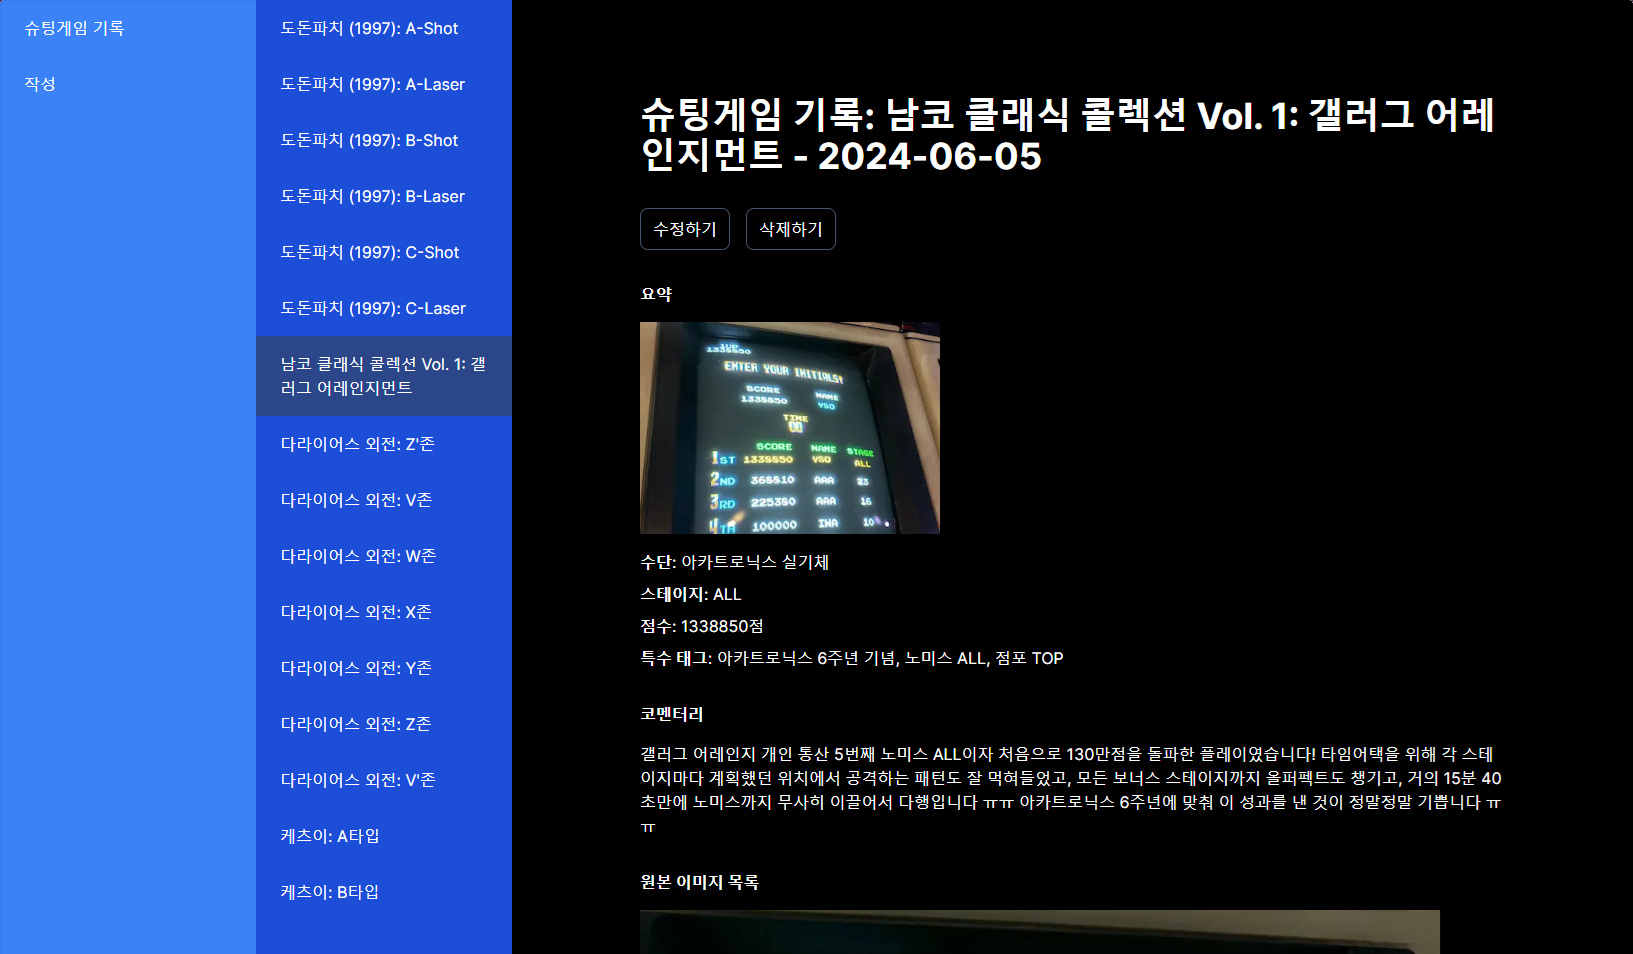 슈팅게임 기록
작성
도돈파치 (1997): A-Shot
도돈파치 (1997): A-Laser
도돈파치 (1997): B-Shot
도돈파치 (1997): B-Laser
도돈파치 (1997): C-Shot
도돈파치 (1997): C-Laser
남코 클래식 콜렉션 Vol. 1: 갤
러그 어레인지먼트
다라이어스 외전: Z'존
다라이어스 외전: V존
다라이어스 외전: W존
다라이어스 외전: X존
다라이어스 외전: Y존
다라이어스 외전: Z존
다라이어스 외전: V'존
케츠이: A타입
케츠이: B타입
슈팅게임 기록: 남코 클래식 콜렉션 Vol. 1: 갤러그 어레
인지먼트 - 2024-06-05
수정하기 삭제하기
요약
1UP
1338850
ENTER YOUR INITIALS!
SCORE NAME
1338850 YGO
TIME
00
SCORE NAME STAGE
1ST 1338850 YGO ALL
2ND 368810 AAA 23
3RD 225380 AAA 16
4TH 100000 IWA 10
수단: 아카트로닉스 실기체
스테이지: ALL
점수: 1338850점
특수 태그: 아카트로닉스 6주년 기념, 노미스 ALL, 점포 TOP
코멘터리
갤러그 어레인지 개인 통산 5번째 노미스 ALL이자 처음으로 130만점을 돌파한 플레이였습니다! 타임어택을 위해 각 스테
이지마다 계획했던 위치에서 공격하는 패턴도 잘 먹혀들었고, 모든 보너스 스테이지까지 올퍼펙트도 챙기고, 거의 15분 40
초만에 노미스까지 무사히 이끌어서 다행입니다 ㅠㅠ 아카트로닉스 6주년에 맞춰 이 성과를 낸 것이 정말정말 기쁩니다 ㅠ
ㅠ
원본 이미지 목록